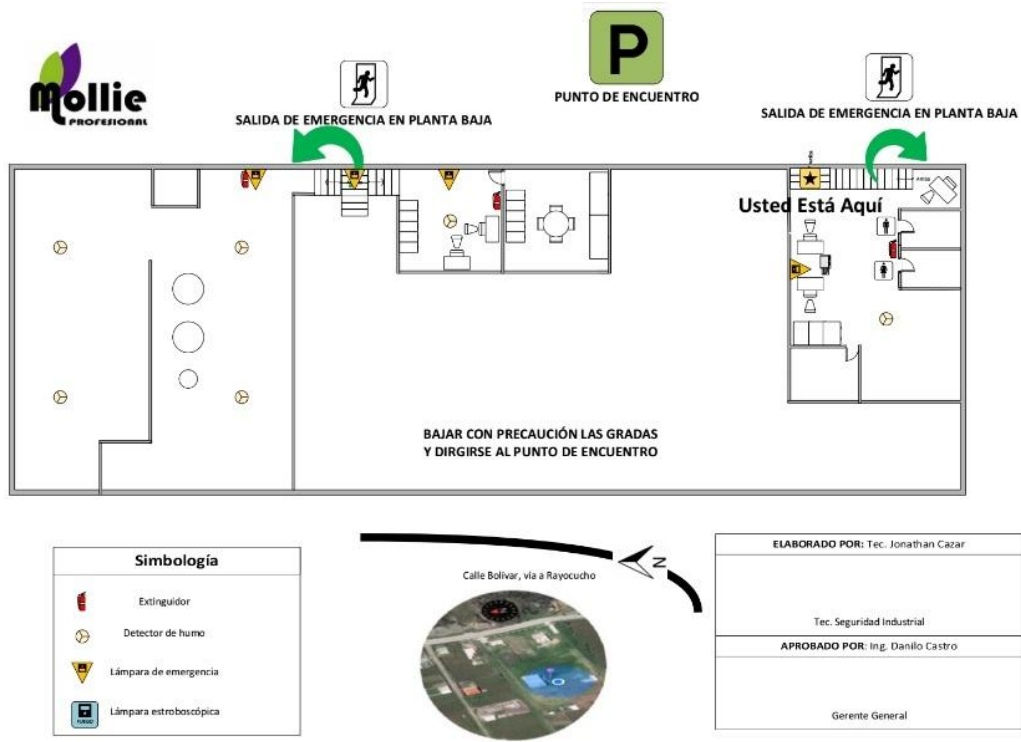 Mollie
PROFESIONAL
SALIDA DE EMERGENCIA EN PLANTA BAJA
P
PUNTO DE ENCUENTRO
SALIDA DE EMERGENCIA EN PLANTA BAJA
Usted Está Aquí
BAJAR CON PRECAUCIÓN LAS GRADAS
Y DIRGIRSE AL PUNTO DE ENCUENTRO
Simbología
Extinguidor
Detector de humo
Lámpara de emergencia
Lámpara estroboscópica
Calle Bolívar, vía a Rayocucho
N
ELABORADO POR: Tec. Jonathan Cazar
Tec. Seguridad Industrial
APROBADO POR: Ing. Danilo Castro
Gerente General